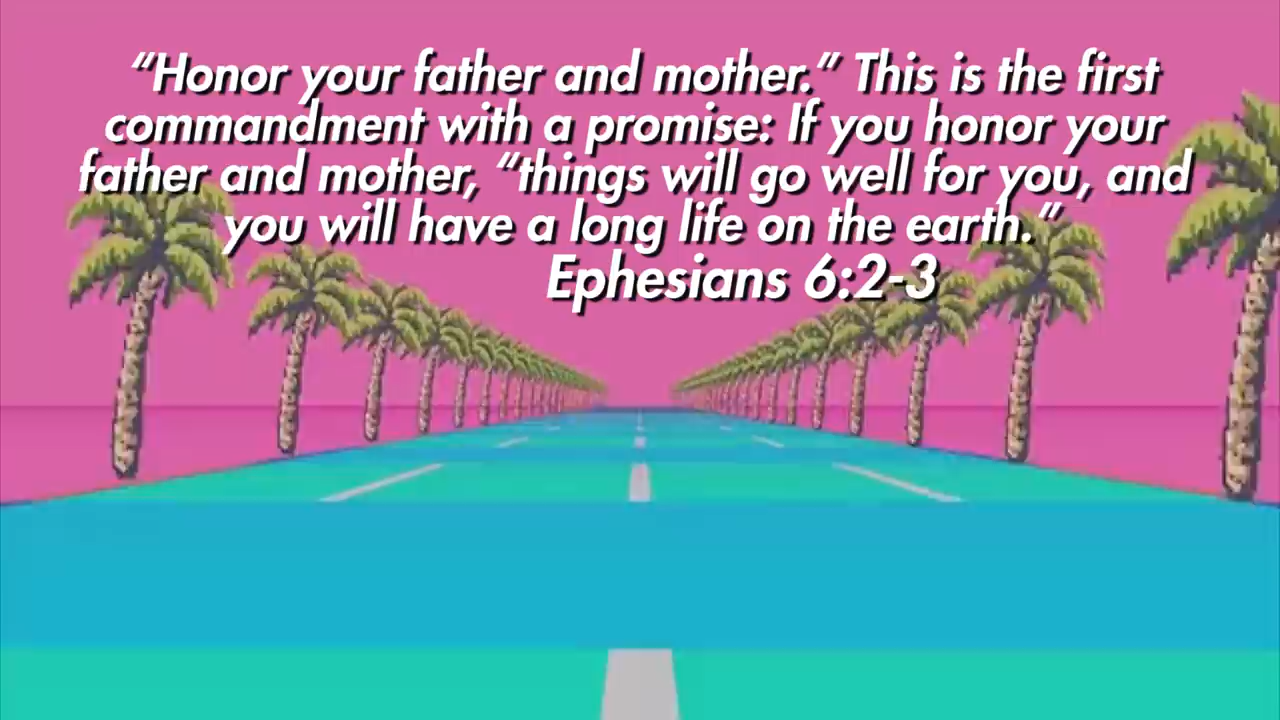 “Honor your father and mother.” This is the first
commandment with a promise: If you honor your
father and mother, “things will go well for you, and
you will have a long life on the earth.”
Ephesians 6:2-3